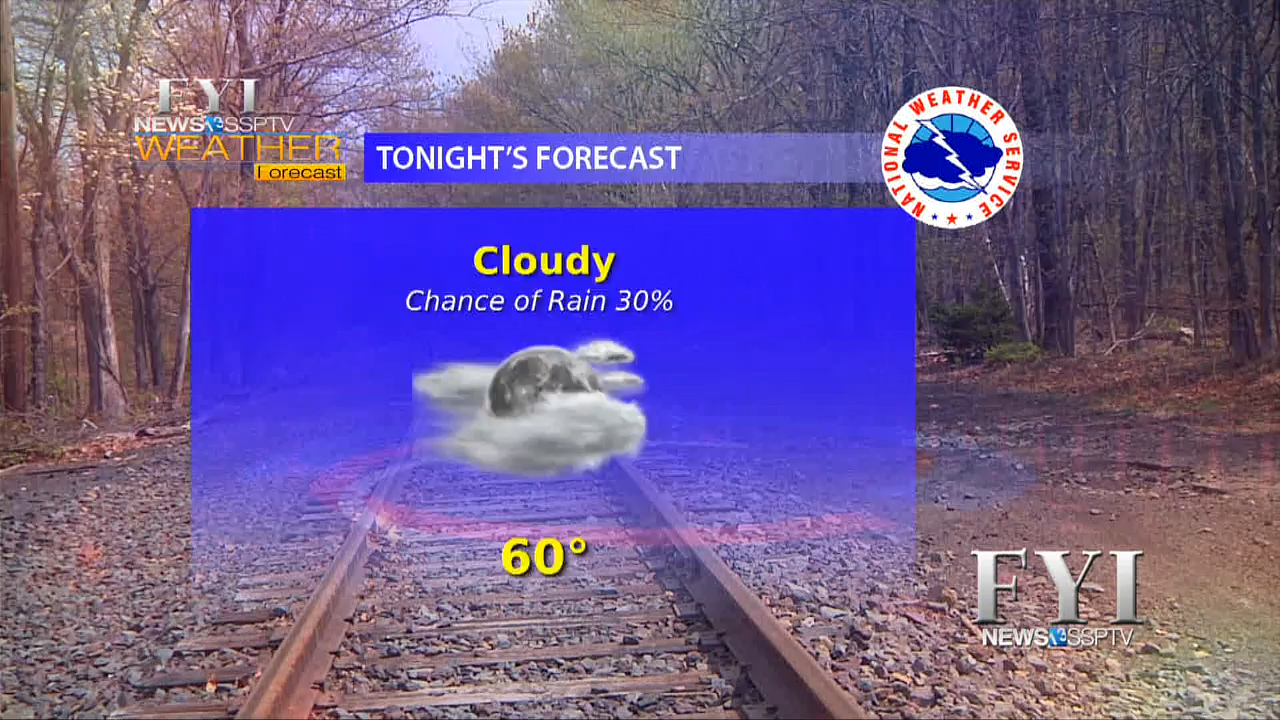 FYI
NEWS 13 SSPTV
WEATHER
Forecast
TONIGHT'S FORECAST
NATIONAL WEATHER SERVICE
Cloudy
Chance of Rain 30%
60°
FYI
NEWS 13 SSPTV